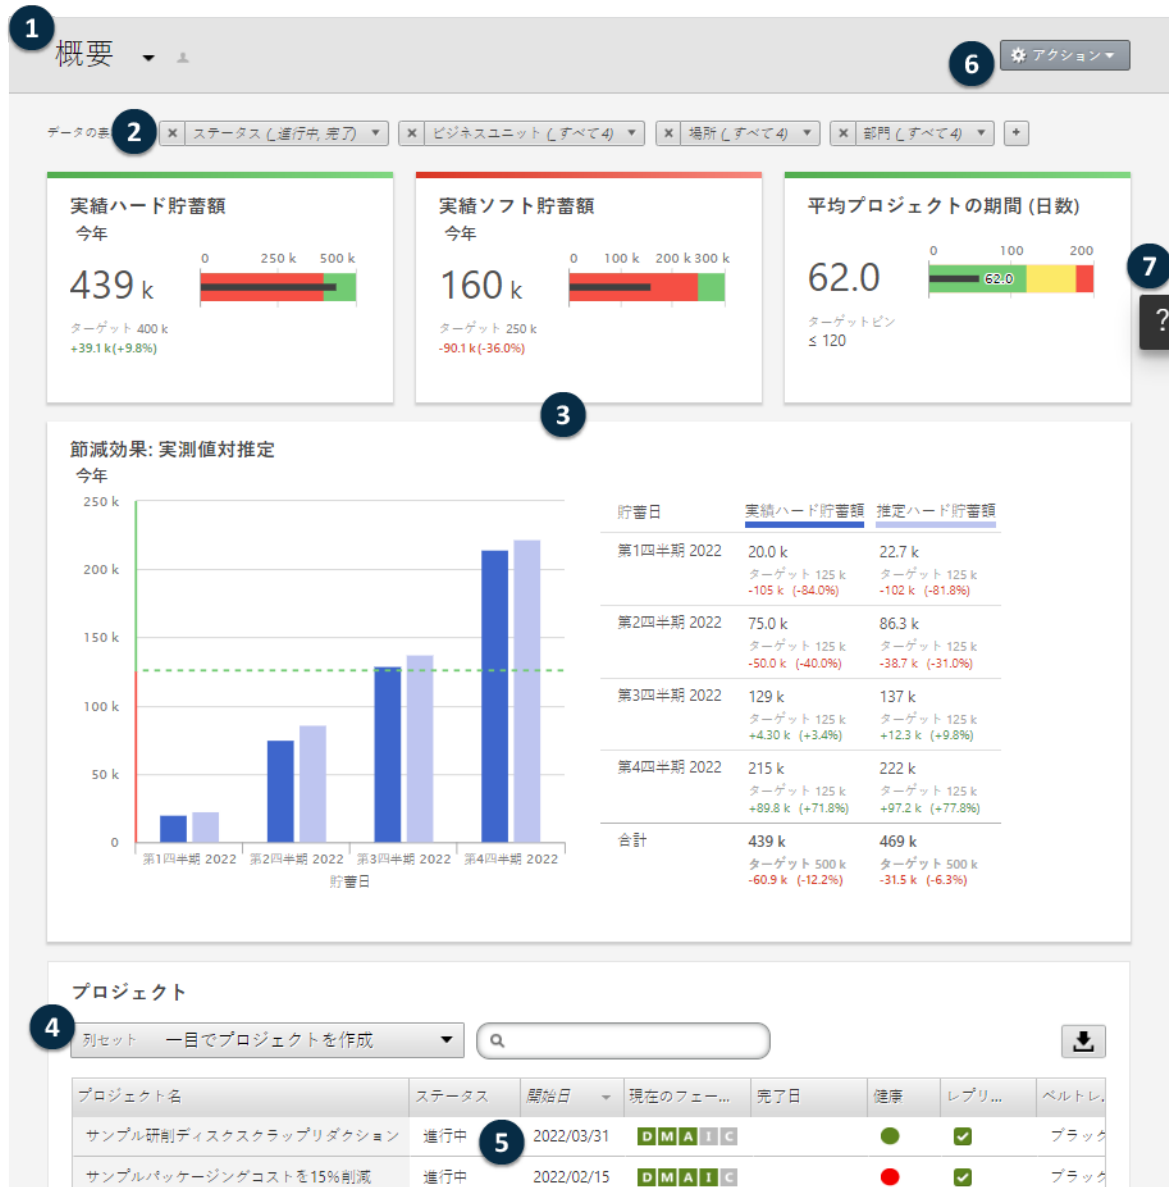 1
概要
6
アクション
データの表
2
ステータス (_進行中, 完了)
ビジネスユニット (_すべて4)
場所 (_すべて4)
部門 (_すべて4)
+
実績ハード貯蓄額
今年
439 k
0 250 k 500 k
ターゲット 400 k
+39.1 k (+9.8%)
実績ソフト貯蓄額
今年
160 k
0 100 k 200 k 300 k
ターゲット 250 k
-90.1 k (-36.0%)
平均プロジェクトの期間 (日数)
62.0
0 100 200
62.0
ターゲットピン
≤ 120
7
?
3
節減効果: 実測値対推定
今年
250 k
200 k
150 k
100 k
50 k
0
第1四半期 2022 第2四半期 2022 第3四半期 2022 第4四半期 2022
貯蓄日
貯蓄日 実績ハード貯蓄額 推定ハード貯蓄額
第1四半期 2022 20.0 k 22.7 k
ターゲット 125 k ターゲット 125 k
-105 k (-84.0%) -102 k (-81.8%)
第2四半期 2022 75.0 k 86.3 k
ターゲット 125 k ターゲット 125 k
-50.0 k (-40.0%) -38.7 k (-31.0%)
第3四半期 2022 129 k 137 k
ターゲット 125 k ターゲット 125 k
+4.30 k (+3.4%) +12.3 k (+9.8%)
第4四半期 2022 215 k 222 k
ターゲット 125 k ターゲット 125 k
+89.8 k (+71.8%) +97.2 k (+77.8%)
合計 439 k 469 k
ターゲット 500 k ターゲット 500 k
-60.9 k (-12.2%) -31.5 k (-6.3%)
プロジェクト
4
列セット 一目でプロジェクトを作成
プロジェクト名 ステータス 開始日 現在のフェー... 完了日 健康 レプリ... ベルトレ.
サンプル研削ディスクスクラップリダクション 進行中 5 2022/03/31 D M A I C ブラック
サンプルパッケージングコストを15%削減 進行中 2022/02/15 D M A I C ブラック